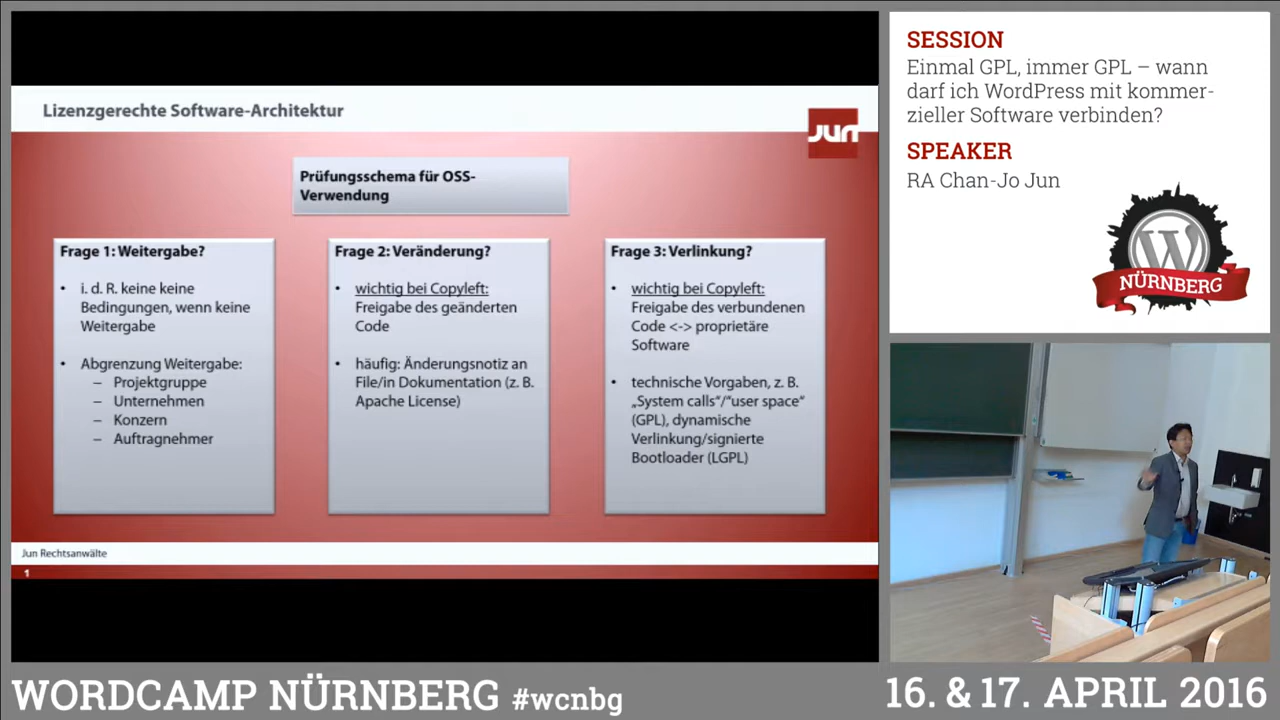 Lizenzgerechte Software-Architektur
Jun
Prüfungsschema für OSS-
Verwendung
Frage 1: Weitergabe?
• i. d. R. keine keine
Bedingungen, wenn keine
Weitergabe
• Abgrenzung Weitergabe:
– Projektgruppe
– Unternehmen
– Konzern
– Auftragnehmer
Frage 2: Veränderung?
• wichtig bei Copyleft:
Freigabe des geänderten
Code
• häufig: Änderungsnotiz an
File/in Dokumentation (z. B.
Apache License)
Frage 3: Verlinkung?
• wichtig bei Copyleft:
Freigabe des verbundenen
Code <-> proprietäre
Software
• technische Vorgaben, z. B.
„System calls“/“user space“
(GPL), dynamische
Verlinkung/signierte
Bootloader (LGPL)
Jun Rechtsanwälte
1
SESSION
Einmal GPL, immer GPL – wann
darf ich WordPress mit kommer-
zieller Software verbinden?
SPEAKER
RA Chan-Jo Jun
W
NÜRNBERG
WORDCAMP NÜRNBERG #wcnbg
16. & 17. APRIL 2016